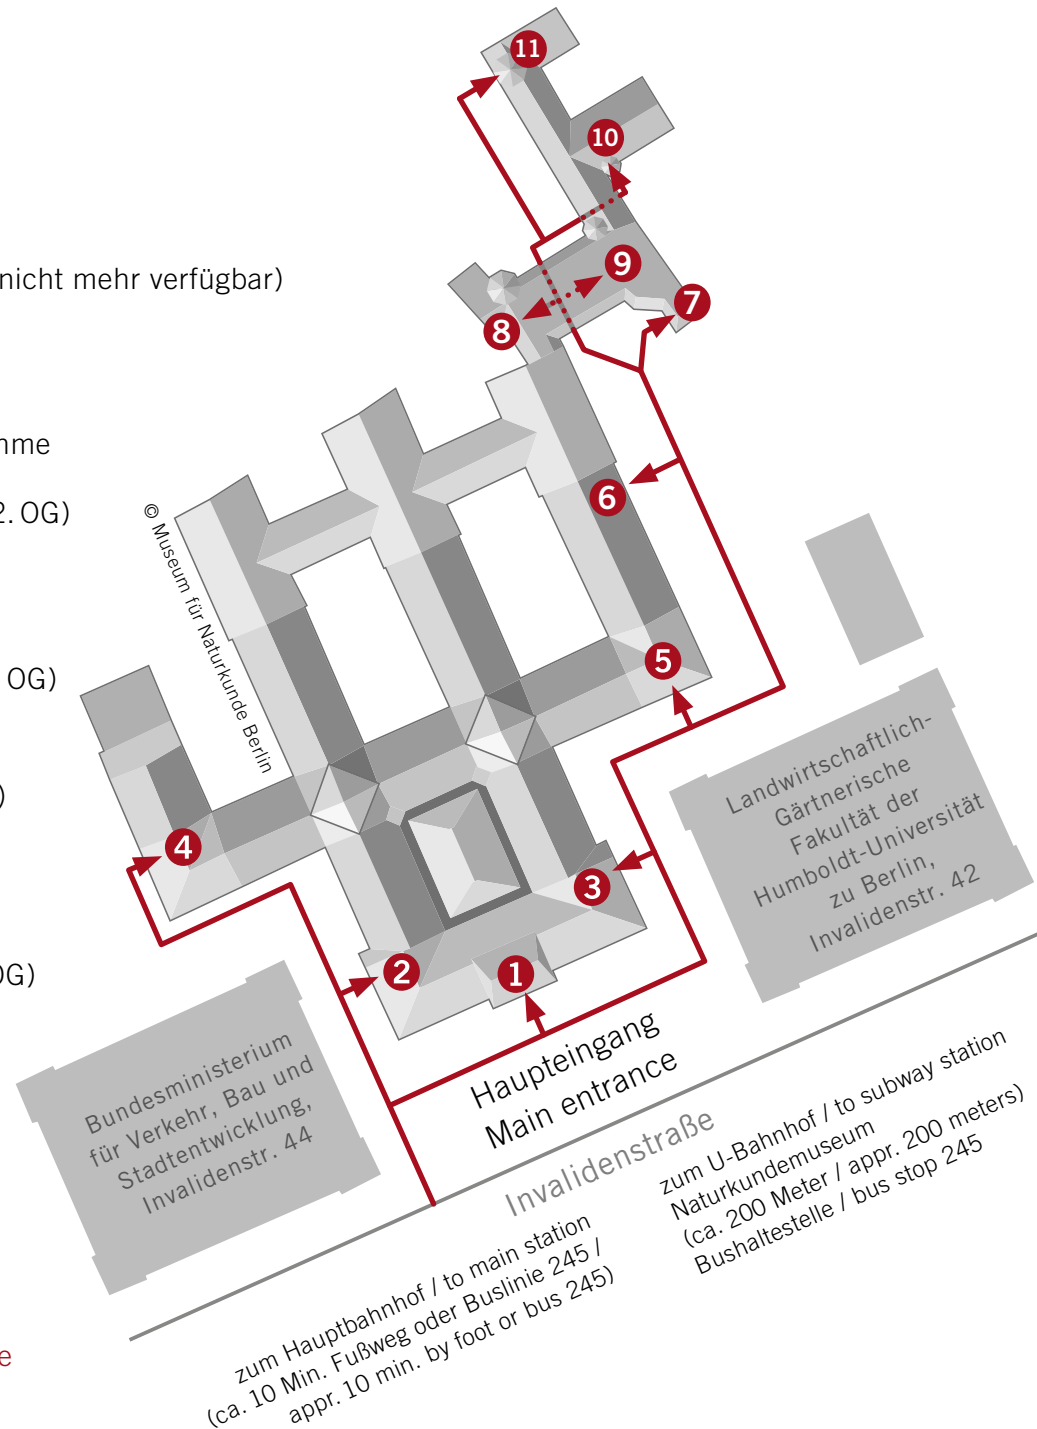 11
10
9
nicht mehr verfügbar)
7
8
nme
6
2. OG)
© Museum für Naturkunde Berlin
5
OG)
Landwirtschaftlich-
Gärtnerische
Fakultät der
Humboldt-Universität
zu Berlin,
Invalidenstr. 42
)
4
3
OG)
2
1
Haupteingang
Main entrance
Bundesministerium
für Verkehr, Bau und
Stadtentwicklung,
Invalidenstr. 44
Invalidenstraße
zum U-Bahnhof / to subway station
Naturkundemuseum
(ca. 200 Meter / appr. 200 meters)
Bushaltestelle / bus stop 245
zum Hauptbahnhof / to main station
(ca. 10 Min. Fußweg oder Buslinie 245 /
appr. 10 min. by foot or bus 245)
e